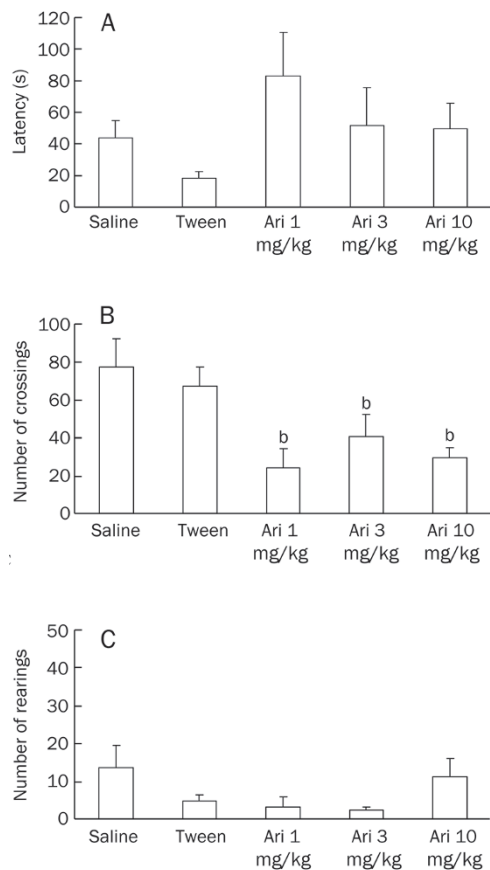 A
Latency (s)
120
100
80
60
40
20
0
Saline Tween Ari 1 Ari 3 Ari 10
mg/kg mg/kg mg/kg
B
Number of crossings
100
80
60
40
20
0
b b b
Saline Tween Ari 1 Ari 3 Ari 10
mg/kg mg/kg mg/kg
C
Number of rearings
50
40
30
20
10
0
Saline Tween Ari 1 Ari 3 Ari 10
mg/kg mg/kg mg/kg